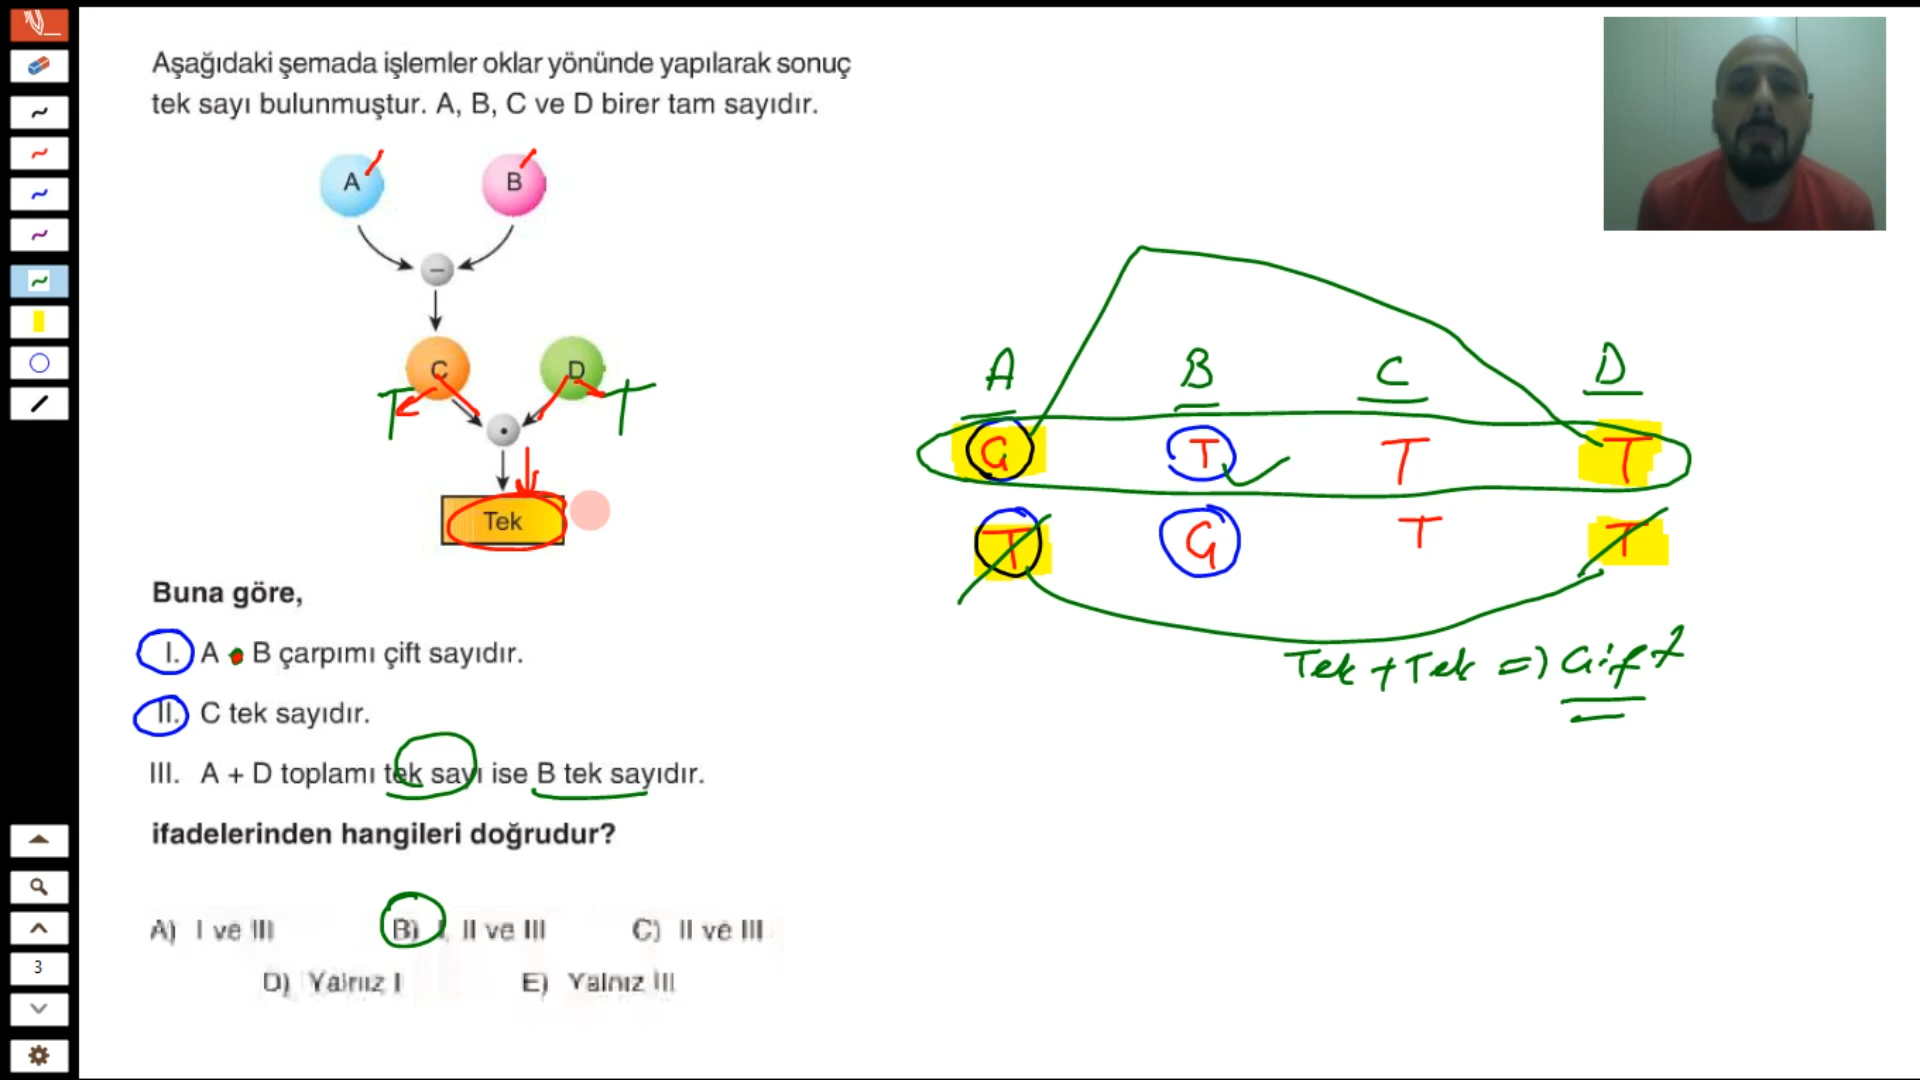 Aşağıdaki şemada işlemler oklar yönünde yapılarak sonuç
tek sayı bulunmuştur. A, B, C ve D birer tam sayıdır.
A B
−
C D
T T
•
Tek
Buna göre,
I. A • B çarpımı çift sayıdır.
II. C tek sayıdır.
III. A + D toplamı tek sayı ise B tek sayıdır.
ifadelerinden hangileri doğrudur?
A) I ve III B) I, II ve III C) II ve III
D) Yalnız I E) Yalnız III
A B C D
Ç T T T
T Ç T T
Tek + Tek => Çift
3